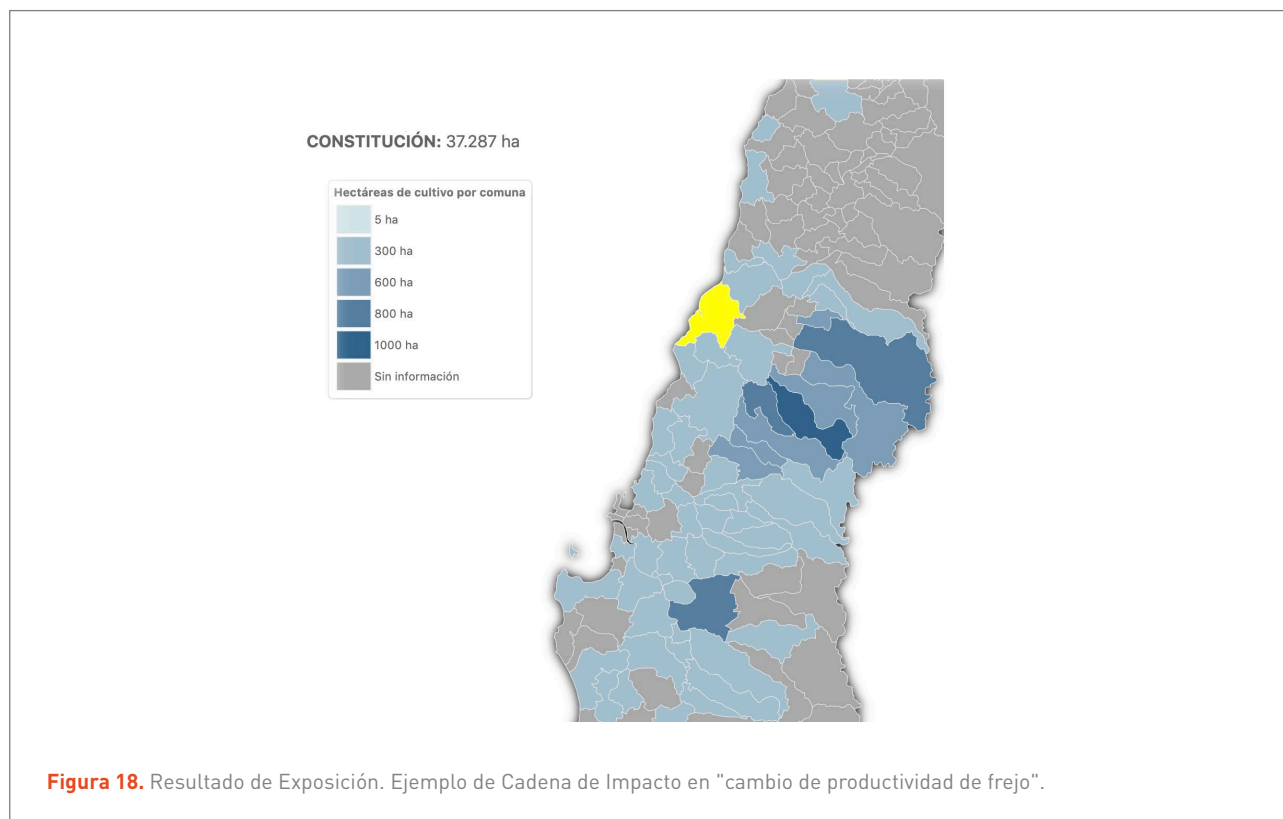 CONSTITUCIÓN: 37.287 ha
Hectáreas de cultivo por comuna
5 ha
300 ha
600 ha
800 ha
1000 ha
Sin información
Figura 18. Resultado de Exposición. Ejemplo de Cadena de Impacto en "cambio de productividad de frejo".